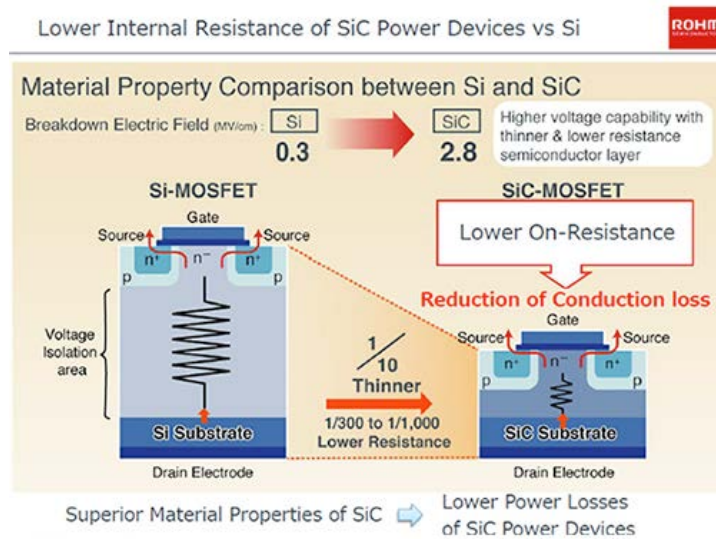 Lower Internal Resistance of SiC Power Devices vs Si
ROHM
SEMICONDUCTOR
Material Property Comparison between Si and SiC
Breakdown Electric Field (MV/cm) :
Si
0.3
SiC
2.8
Higher voltage capability with
thinner & lower resistance
semiconductor layer
Si-MOSFET
SiC-MOSFET
Lower On-Resistance
Reduction of Conduction loss
Gate
Source
Source
n+
n−
n+
p
p
Voltage
Isolation
area
Si Substrate
Drain Electrode
1/10
Thinner
1/300 to 1/1,000
Lower Resistance
Gate
Source
Source
n+
n−
n+
p
p
SiC Substrate
Drain Electrode
Superior Material Properties of SiC
Lower Power Losses
of SiC Power Devices